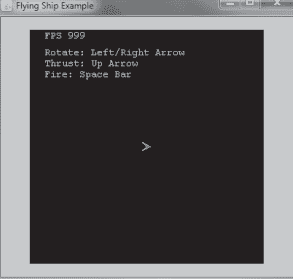 Flying Ship Example
FPS 999
Rotate: Left/Right Arrow
Thrust: Up Arrow
Fire: Space Bar